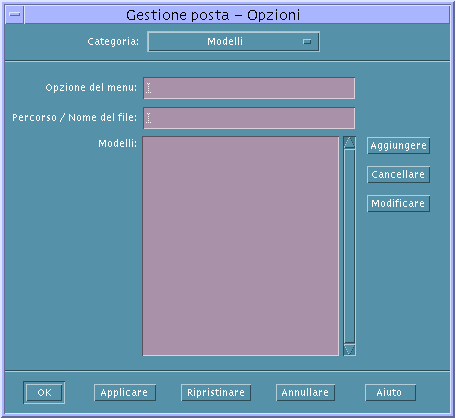 Gestione posta - Opzioni
Categoria: Modelli
Opzione del menu:
Percorso / Nome del file:
Modelli:
Aggiungere
Cancellare
Modificare
OK Applicare Ripristinare Annullare Aiuto